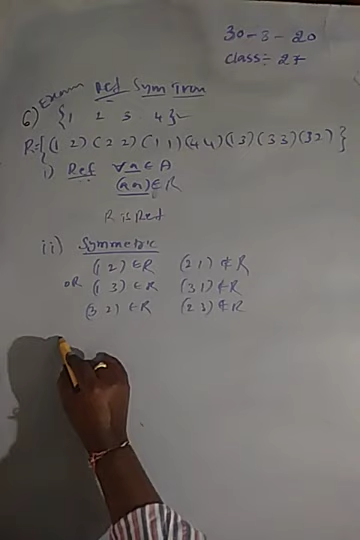 30-3-20
class:- 27
Examn Ref Sym Tran
6) {1 2 3 4}
R={(1 2)(2 2)(1 1)(4 4)(1 3)(3 3)(3 2)}
i) Ref ∀a∈A
(a a)∈R
R is Ref
(ii) Symmetric
(1 2)∈R (2 1)∉R
OR (1 3)∈R (3 1)∉R
(3 2)∈R (2 3)∉R